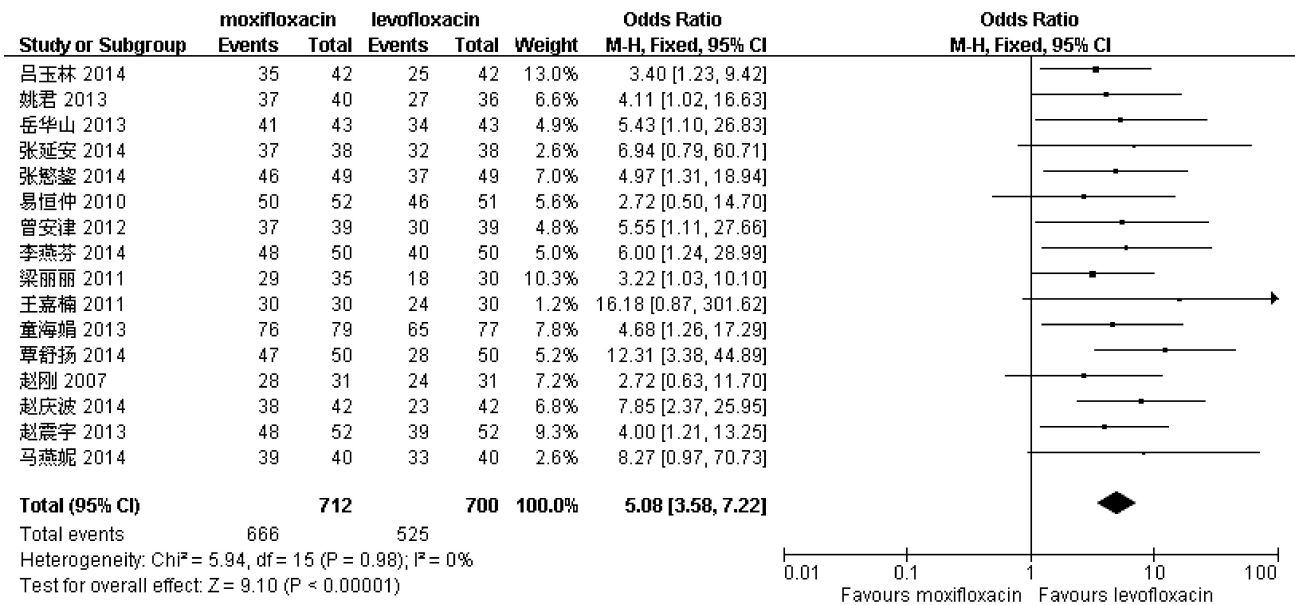 moxifloxacin levofloxacin Odds Ratio Odds Ratio
Study or Subgroup Events Total Events Total Weight M-H, Fixed, 95% CI M-H, Fixed, 95% CI
吕玉林 2014 35 42 25 42 13.0% 3.40 [1.23, 9.42]
姚君 2013 37 40 27 36 6.6% 4.11 [1.02, 16.63]
岳华山 2013 41 43 34 43 4.9% 5.43 [1.10, 26.83]
张延安 2014 37 38 32 38 2.6% 6.94 [0.79, 60.71]
2014 46 49 37 49 7.0% 4.97 [1.31, 18.94]
易恒仲 2010 50 52 46 51 5.6% 2.72 [0.50, 14.70]
曾安津 2012 37 39 30 39 4.8% 5.55 [1.11, 27.66]
李燕芬 2014 48 50 40 50 5.0% 6.00 [1.24, 28.99]
梁丽丽 2011 29 35 18 30 10.3% 3.22 [1.03, 10.10]
王嘉楠 2011 30 30 24 30 1.2% 16.18 [0.87, 301.62]
童海娟 2013 76 79 65 77 7.8% 4.68 [1.26, 17.29]
覃舒扬 2014 47 50 28 50 5.2% 12.31 [3.38, 44.89]
赵刚 2007 28 31 24 31 7.2% 2.72 [0.63, 11.70]
赵庆波 2014 38 42 23 42 6.8% 7.85 [2.37, 25.95]
赵震宇 2013 48 52 39 52 9.3% 4.00 [1.21, 13.25]
马燕妮 2014 39 40 33 40 2.6% 8.27 [0.97, 70.73]
Total (95% CI) 712 700 100.0% 5.08 [3.58, 7.22]
Total events 666 525
Heterogeneity: Chi² = 5.94, df = 15 (P = 0.98); I² = 0%
Test for overall effect: Z = 9.10 (P < 0.00001)
0.01 0.1 1 10 100
Favours moxifloxacin Favours levofloxacin